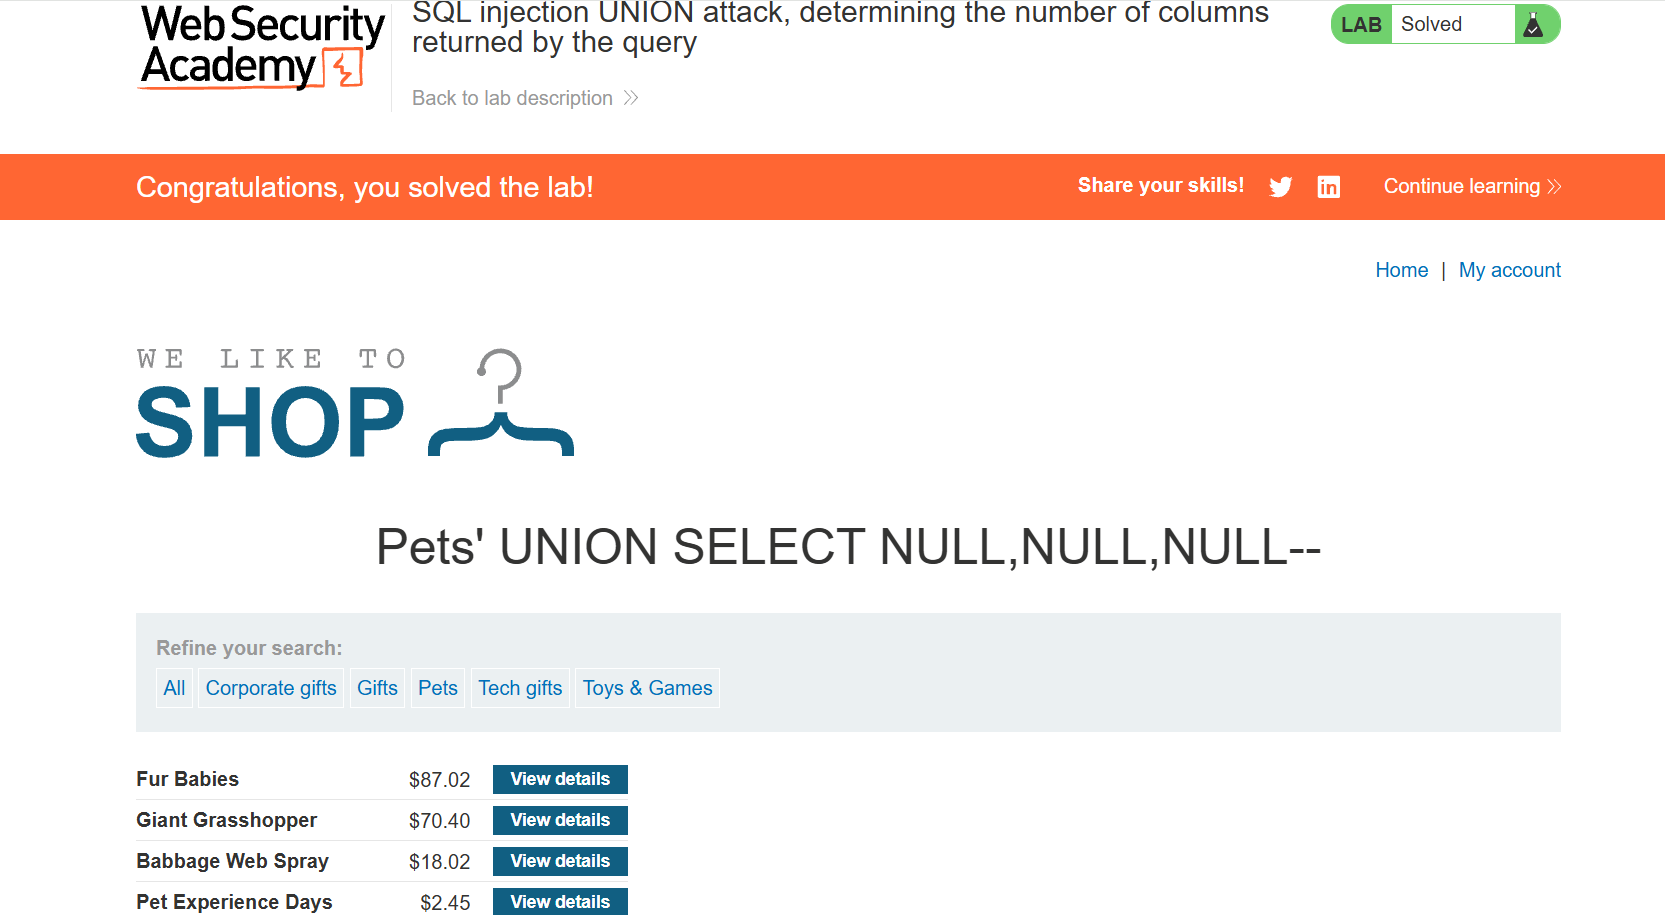 Web Security
Academy
SQL injection UNION attack, determining the number of columns
returned by the query
Back to lab description
LAB Solved
Congratulations, you solved the lab!
Share your skills!
Continue learning
Home | My account
WE LIKE TO
SHOP
Pets' UNION SELECT NULL,NULL,NULL--
Refine your search:
All Corporate gifts Gifts Pets Tech gifts Toys & Games
Fur Babies $87.02 View details
Giant Grasshopper $70.40 View details
Babbage Web Spray $18.02 View details
Pet Experience Days $2.45 View details